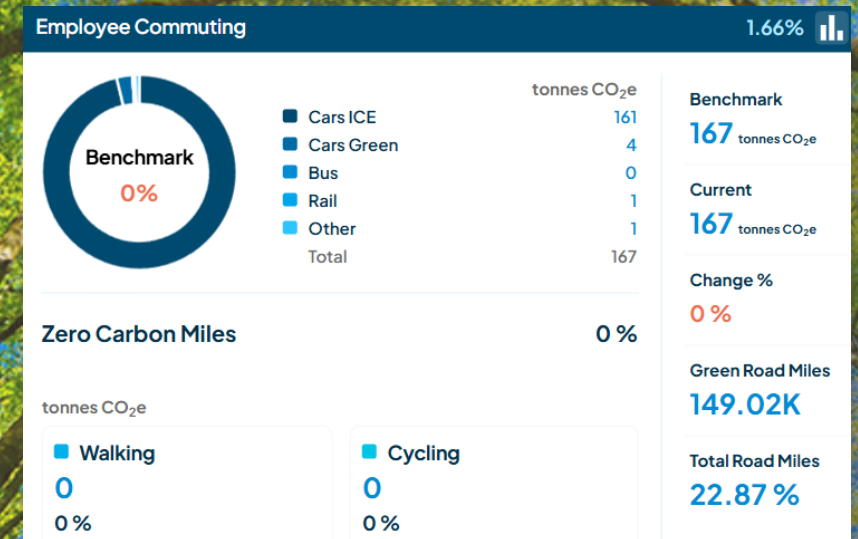 Employee Commuting
1.66%
tonnes CO₂e
Cars ICE 161
Cars Green 4
Bus 0
Rail 1
Other 1
Total 167
Benchmark
0%
Zero Carbon Miles 0 %
tonnes CO₂e
Walking
0
0 %
Cycling
0
0 %
Benchmark
167 tonnes CO₂e
Current
167 tonnes CO₂e
Change %
0 %
Green Road Miles
149.02K
Total Road Miles
22.87 %